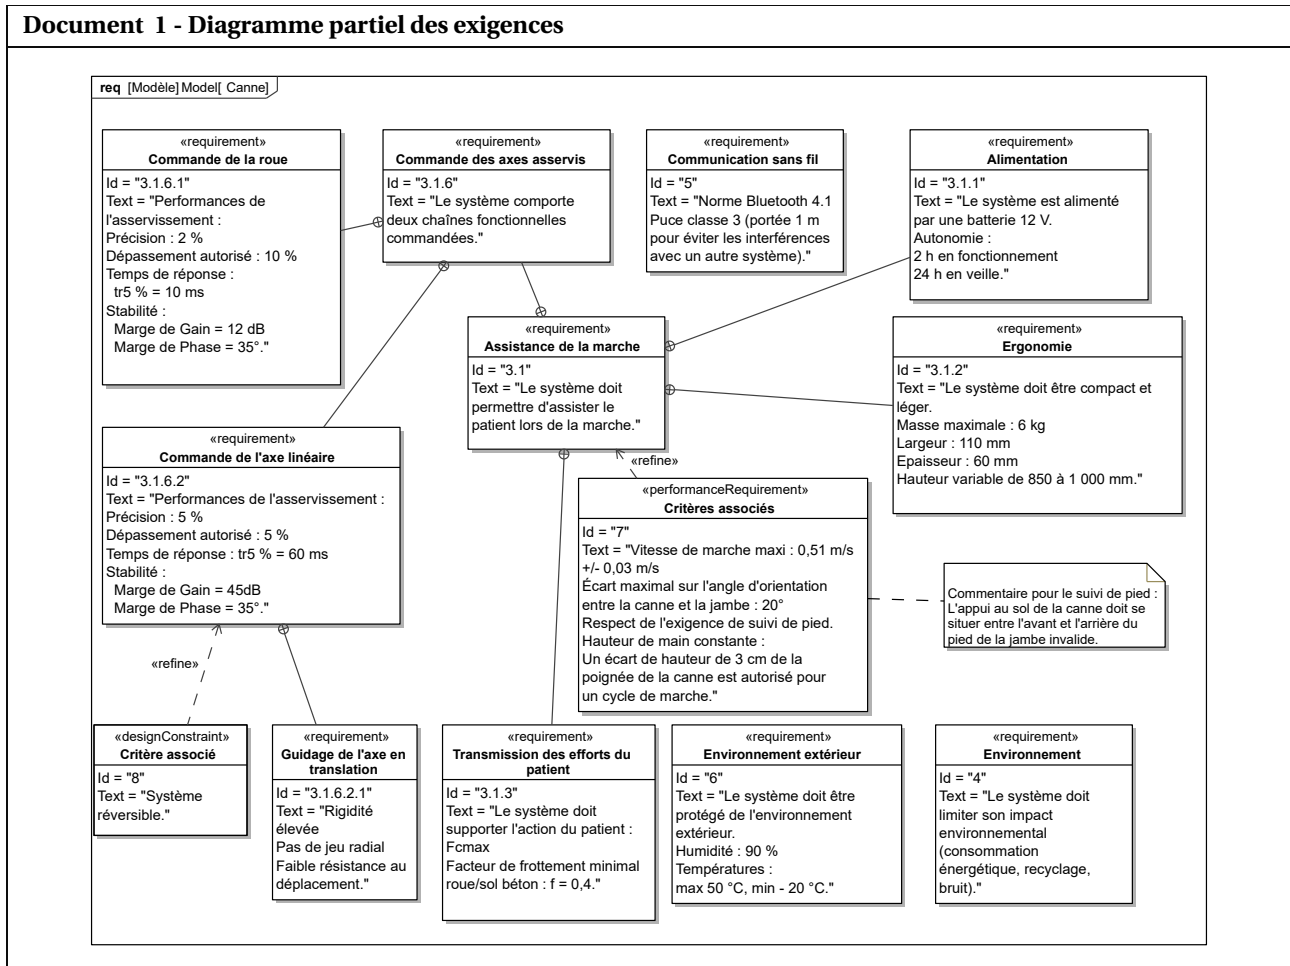 Document 1 - Diagramme partiel des exigences
req [Modèle] Model[ Canne]
«requirement»
Commande de la roue
Id = "3.1.6.1"
Text = "Performances de
l'asservissement :
Précision : 2 %
Dépassement autorisé : 10 %
Temps de réponse :
tr5 % = 10 ms
Stabilité :
Marge de Gain = 12 dB
Marge de Phase = 35°."
«requirement»
Commande des axes asservis
Id = "3.1.6"
Text = "Le système comporte
deux chaînes fonctionnelles
commandées."
«requirement»
Communication sans fil
Id = "5"
Text = "Norme Bluetooth 4.1
Puce classe 3 (portée 1 m
pour éviter les interférences
avec un autre système)."
«requirement»
Alimentation
Id = "3.1.1"
Text = "Le système est alimenté
par une batterie 12 V.
Autonomie :
2 h en fonctionnement
24 h en veille."
«requirement»
Assistance de la marche
Id = "3.1"
Text = "Le système doit
permettre d'assister le
patient lors de la marche."
«requirement»
Ergonomie
Id = "3.1.2"
Text = "Le système doit être compact et
léger.
Masse maximale : 6 kg
Largeur : 110 mm
Epaisseur : 60 mm
Hauteur variable de 850 à 1 000 mm."
«requirement»
Commande de l'axe linéaire
Id = "3.1.6.2"
Text = "Performances de l'asservissement :
Précision : 5 %
Dépassement autorisé : 5 %
Temps de réponse : tr5 % = 60 ms
Stabilité :
Marge de Gain = 45dB
Marge de Phase = 35°."
«refine»
«performanceRequirement»
Critères associés
Id = "7"
Text = "Vitesse de marche maxi : 0,51 m/s
+/- 0,03 m/s
Écart maximal sur l'angle d'orientation
entre la canne et la jambe : 20°
Respect de l'exigence de suivi de pied.
Hauteur de main constante :
Un écart de hauteur de 3 cm de la
poignée de la canne est autorisé pour
un cycle de marche."
Commentaire pour le suivi de pied :
L'appui au sol de la canne doit se
situer entre l'avant et l'arrière du
pied de la jambe invalide.
«refine»
«designConstraint»
Critère associé
Id = "8"
Text = "Système
réversible."
«requirement»
Guidage de l'axe en
translation
Id = "3.1.6.2.1"
Text = "Rigidité
élevée
Pas de jeu radial
Faible résistance au
déplacement."
«requirement»
Transmission des efforts du
patient
Id = "3.1.3"
Text = "Le système doit
supporter l'action du patient :
Fcmax
Facteur de frottement minimal
roue/sol béton : f = 0,4."
«requirement»
Environnement extérieur
Id = "6"
Text = "Le système doit être
protégé de l'environnement
extérieur.
Humidité : 90 %
Températures :
max 50 °C, min - 20 °C."
«requirement»
Environnement
Id = "4"
Text = "Le système doit
limiter son impact
environnemental
(consommation
énergétique, recyclage,
bruit)."